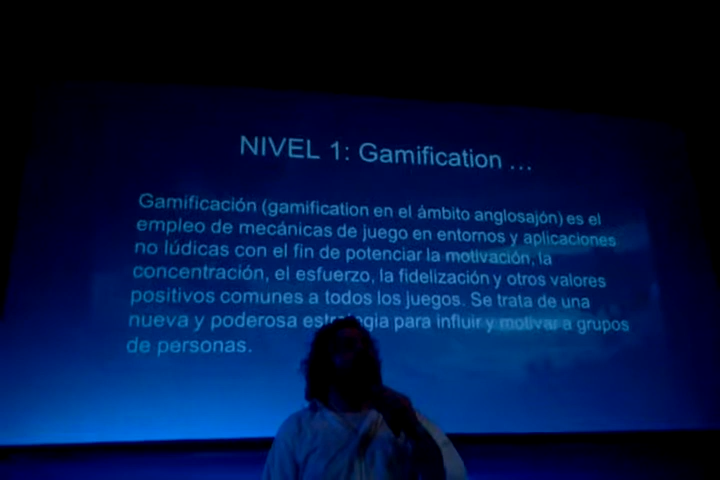 NIVEL 1: Gamification ...
Gamificación (gamification en el ámbito anglosajón) es el
empleo de mecánicas de juego en entornos y aplicaciones
no lúdicas con el fin de potenciar la motivación, la
concentración, el esfuerzo, la fidelización y otros valores
positivos comunes a todos los juegos. Se trata de una
nueva y poderosa estrategia para influir y motivar a grupos
de personas.